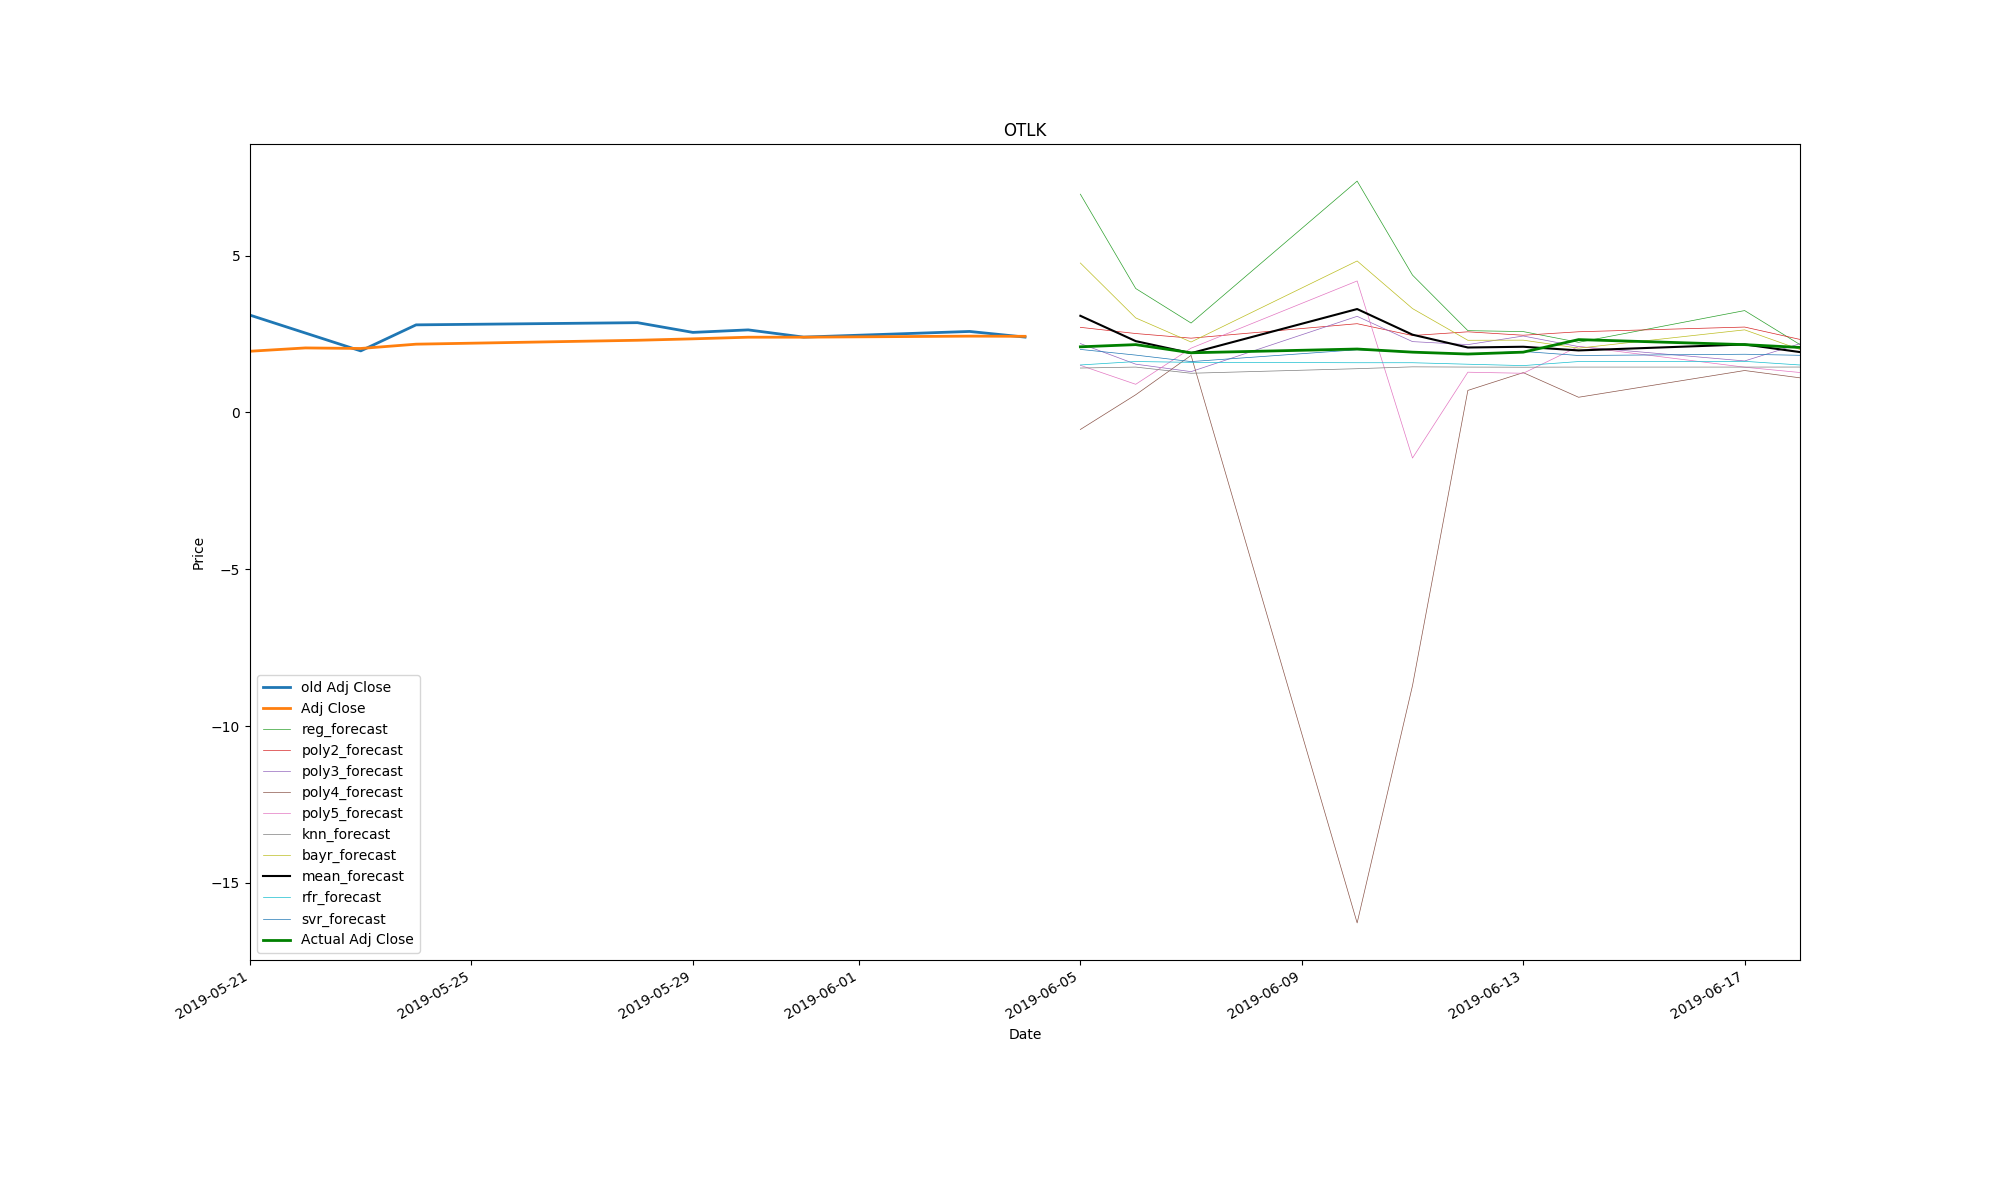 OTLK
Price
5
0
−5
−10
−15
old Adj Close
Adj Close
reg_forecast
poly2_forecast
poly3_forecast
poly4_forecast
poly5_forecast
knn_forecast
bayr_forecast
mean_forecast
rfr_forecast
svr_forecast
Actual Adj Close
2019-05-21
2019-05-25
2019-05-29
2019-06-01
2019-06-05
2019-06-09
2019-06-13
2019-06-17
Date